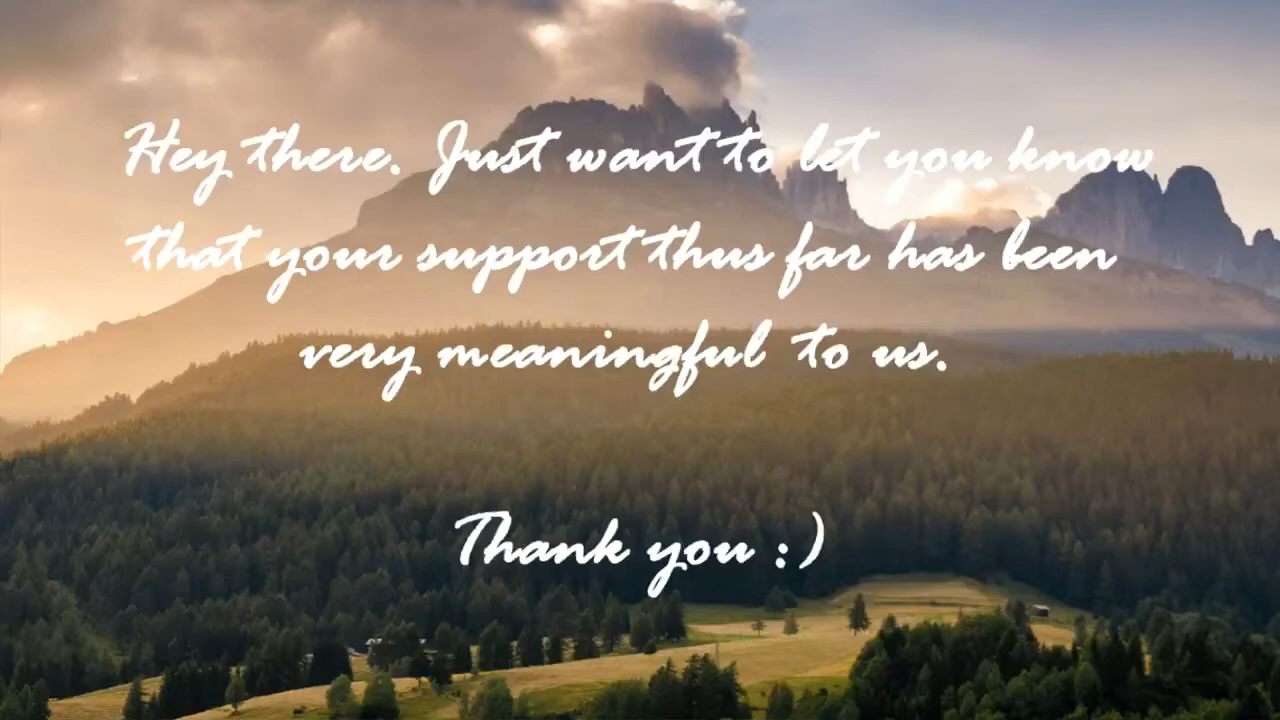 Hey there. Just want to let you know
that your support thus far has been
very meaningful to us.
Thank you :)